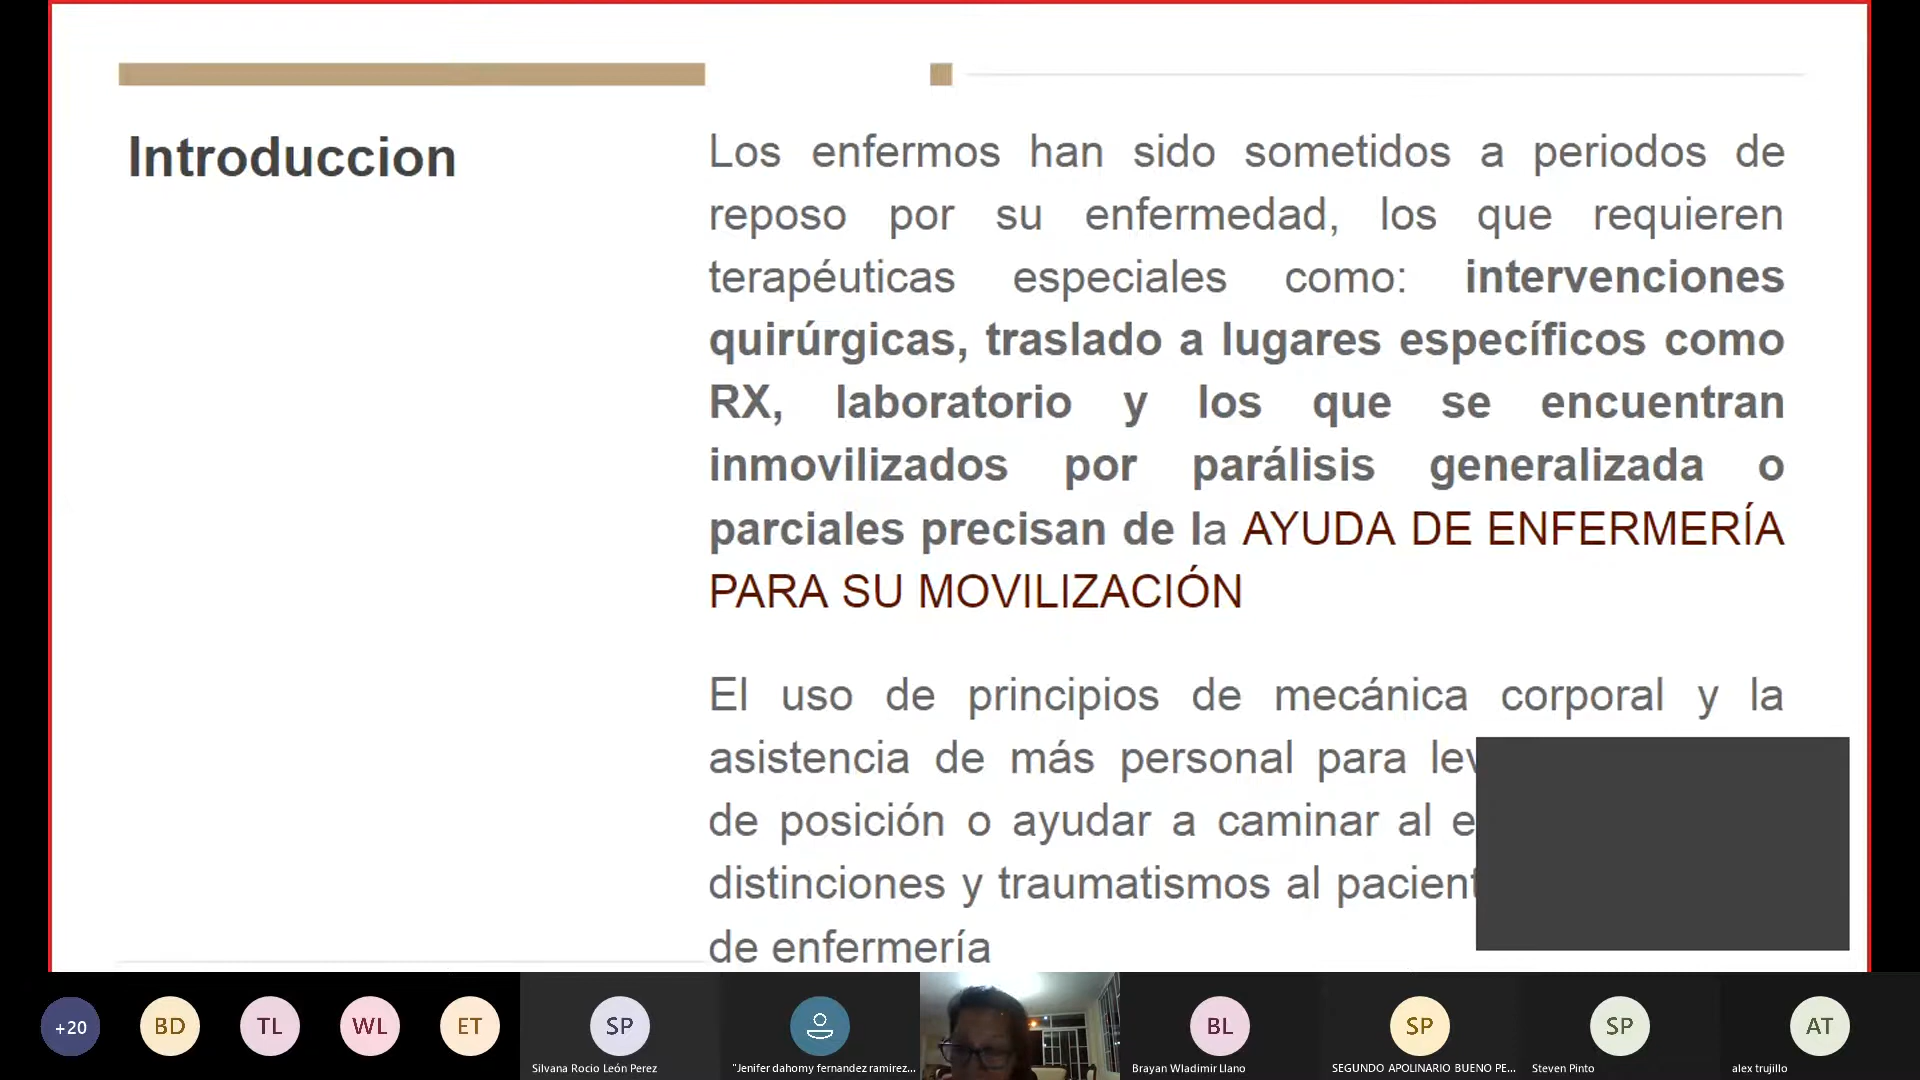 Introduccion
Los enfermos han sido sometidos a periodos de
reposo por su enfermedad, los que requieren
terapéuticas especiales como: intervenciones
quirúrgicas, traslado a lugares específicos como
RX, laboratorio y los que se encuentran
inmovilizados por parálisis generalizada o
parciales precisan de la AYUDA DE ENFERMERÍA
PARA SU MOVILIZACIÓN
El uso de principios de mecánica corporal y la
asistencia de más personal para
de posición o ayudar a caminar al
distinciones y traumatismos al
de enfermería
+20
BD
TL
WL
ET
SP
SP
SP
BL
AT
Silvana Rocio León Perez
"Jenifer dahomy fernandez ramirez...
Brayan Wladimir Llano
SEGUNDO APOLINARIO BUENO PE...
Steven Pinto
alex trujillo